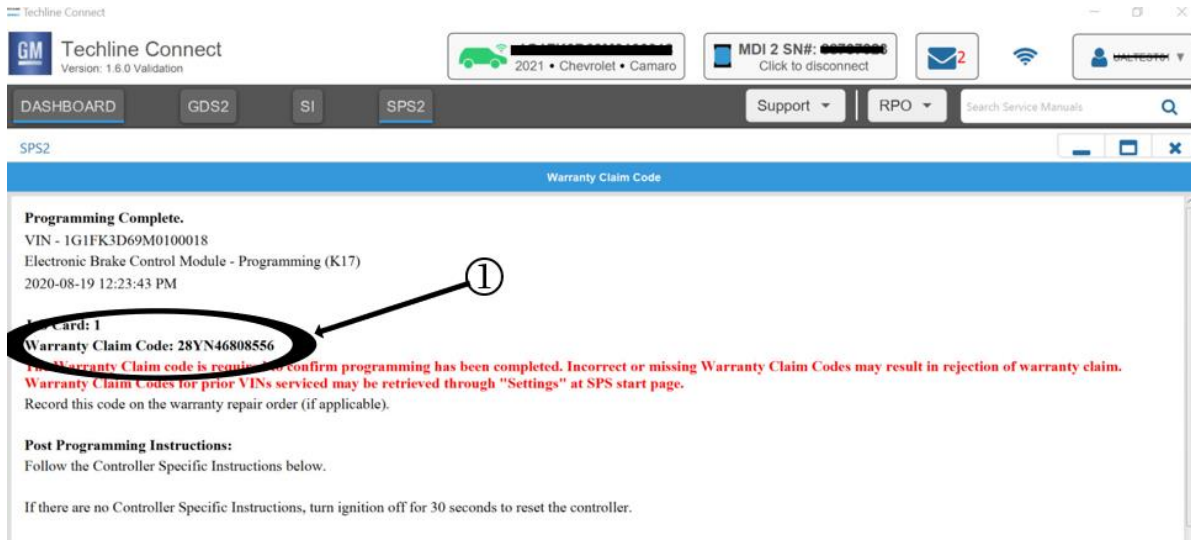 Techline Connect
GM
Techline Connect
Version: 1.6.0 Validation
2021 • Chevrolet • Camaro
MDI 2 SN#:
Click to disconnect
2
DASHBOARD
GDS2
SI
SPS2
Support
RPO
Search Service Manuals
SPS2
Warranty Claim Code
Programming Complete.
VIN - 1G1FK3D69M0100018
Electronic Brake Control Module - Programming (K17)
2020-08-19 12:23:43 PM
1
Card: 1
Warranty Claim Code: 28YN46808556
The Warranty Claim code is required to confirm programming has been completed. Incorrect or missing Warranty Claim Codes may result in rejection of warranty claim.
Warranty Claim Codes for prior VINs serviced may be retrieved through "Settings" at SPS start page.
Record this code on the warranty repair order (if applicable).
Post Programming Instructions:
Follow the Controller Specific Instructions below.
If there are no Controller Specific Instructions, turn ignition off for 30 seconds to reset the controller.